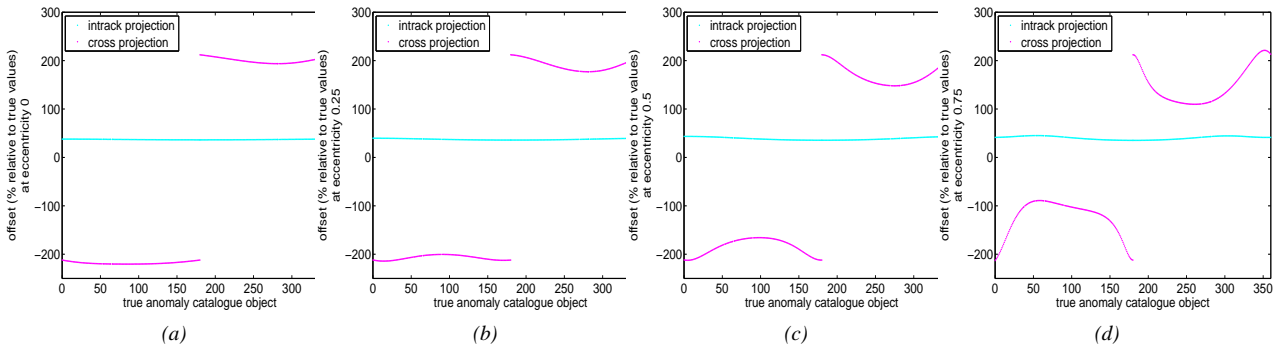 300
200
100
0
−100
−200
0
50
100
150
200
250
300
intrack projection
cross projection
offset (% relative to true values)
at eccentricity 0
true anomaly catalogue object
(a)
300
200
100
0
−100
−200
0
50
100
150
200
250
300
intrack projection
cross projection
offset (% relative to true values)
at eccentricity 0.25
true anomaly catalogue object
(b)
300
200
100
0
−100
−200
0
50
100
150
200
250
300
intrack projection
cross projection
offset (% relative to true values)
at eccentricity 0.5
true anomaly catalogue object
(c)
300
200
100
0
−100
−200
0
50
100
150
200
250
300
350
intrack projection
cross projection
offset (% relative to true values)
at eccentricity 0.75
true anomaly catalogue object
(d)